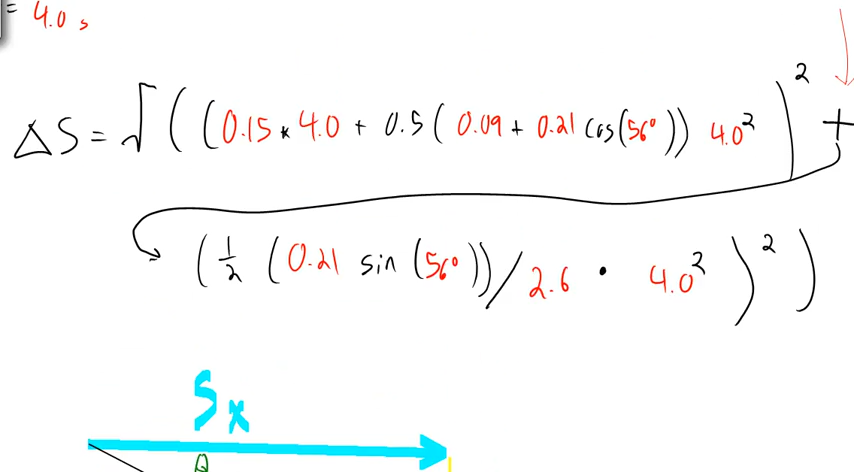 = 4.0 s
ΔS = √( ( (0.15 * 4.0 + 0.5 ( 0.09 + 0.21 cos(56°)) 4.0² )² +
( ½ ( 0.21 sin (56°)) / 2.6 · 4.0² )² )
Sx
θ